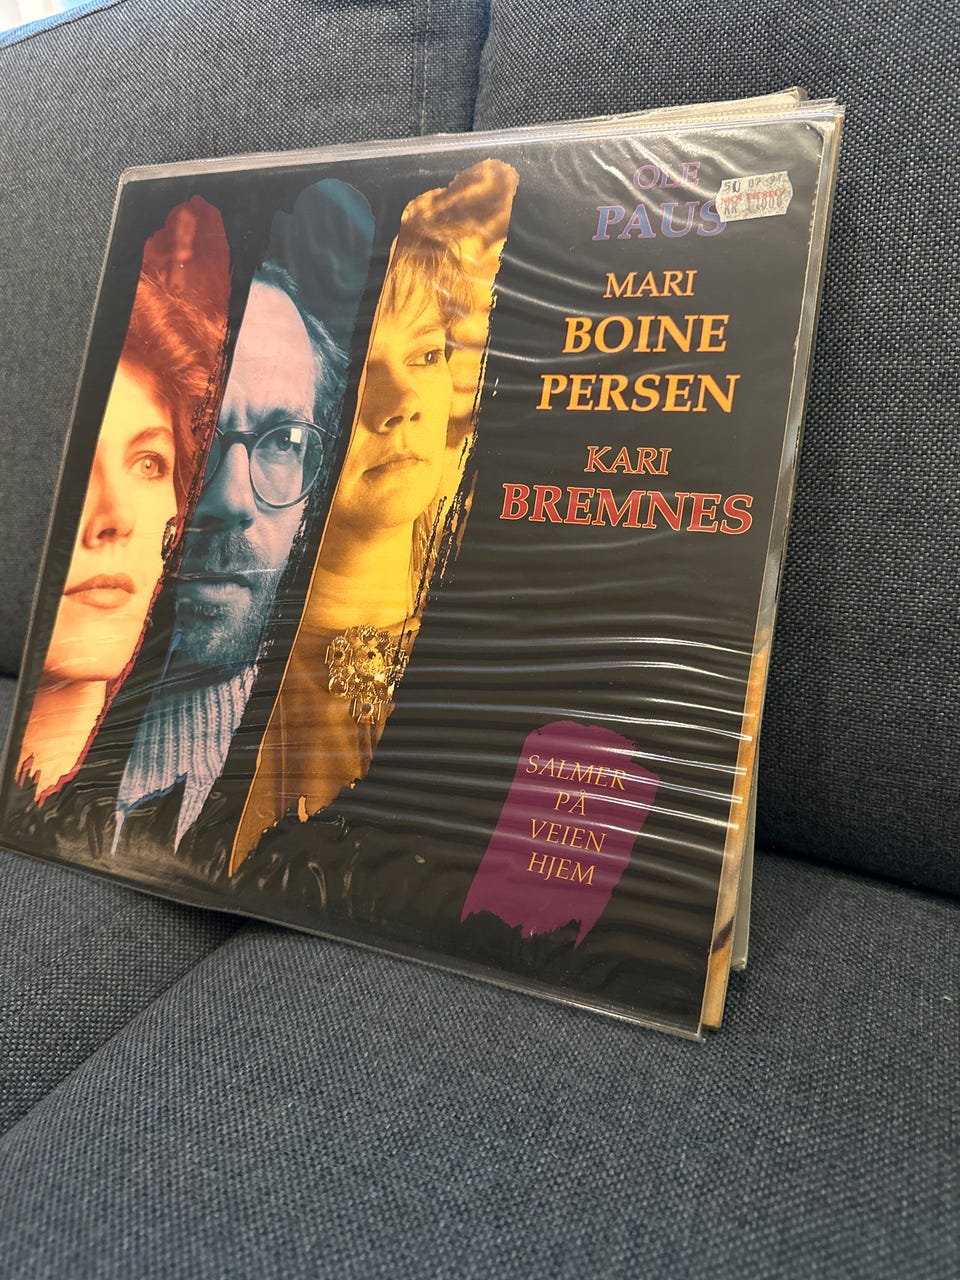 OLE
PAUS
MARI
BOINE
PERSEN
KARI
BREMNES
SALMER
PÅ
VEIEN
HJEM